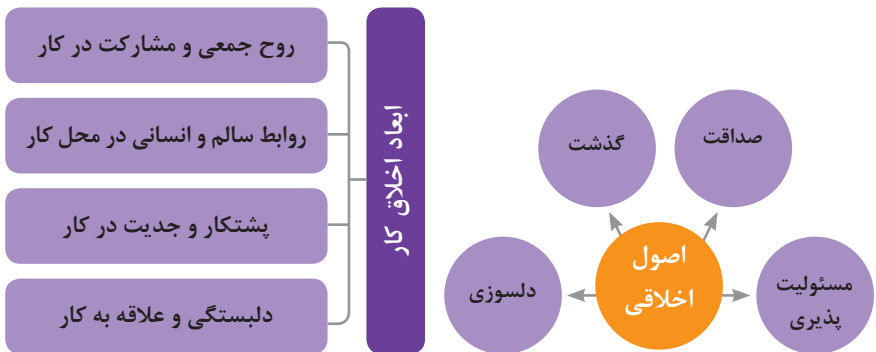 صداقت
گذشت
اصول
اخلاقی
مسئولیت
پذیری
دلسوزی
ابعاد اخلاق کار
روح جمعی و مشارکت در کار
روابط سالم و انسانی در محل کار
پشتکار و جدیت در کار
دلبستگی و علاقه به کار